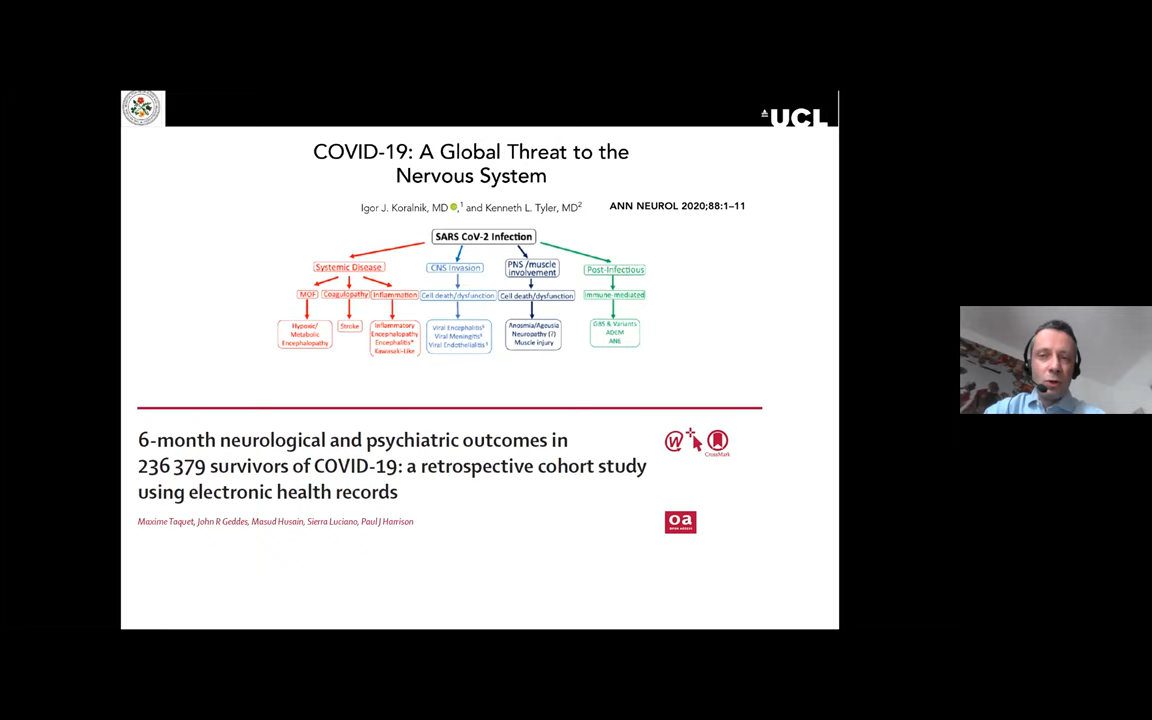 UCL
COVID-19: A Global Threat to the
Nervous System
Igor J. Koralnik, MD ,1 and Kenneth L. Tyler, MD2
ANN NEUROL 2020;88:1–11
SARS CoV-2 Infection
Systemic Disease
CNS Invasion
PNS /muscle
involvement
Post-Infectious
MOF
Coagulopathy
Inflammation
Cell death/dysfunction
Cell death/dysfunction
Immune-mediated
Hypoxic/
Metabolic
Encephalopathy
Stroke
Inflammatory
Encephalopathy
Encephalitis*
Kawasaki-Like
Viral Encephalitis
Viral Meningitis
Viral Endothelialitis
Anosmia/Ageusia
Neuropathy (?)
Muscle injury
GBS & Variants
ADEM
ANE
6-month neurological and psychiatric outcomes in
236 379 survivors of COVID-19: a retrospective cohort study
using electronic health records
CrossMark
Maxime Taquet, John R Geddes, Masud Husain, Sierra Luciano, Paul J Harrison
oa
OPEN ACCESS